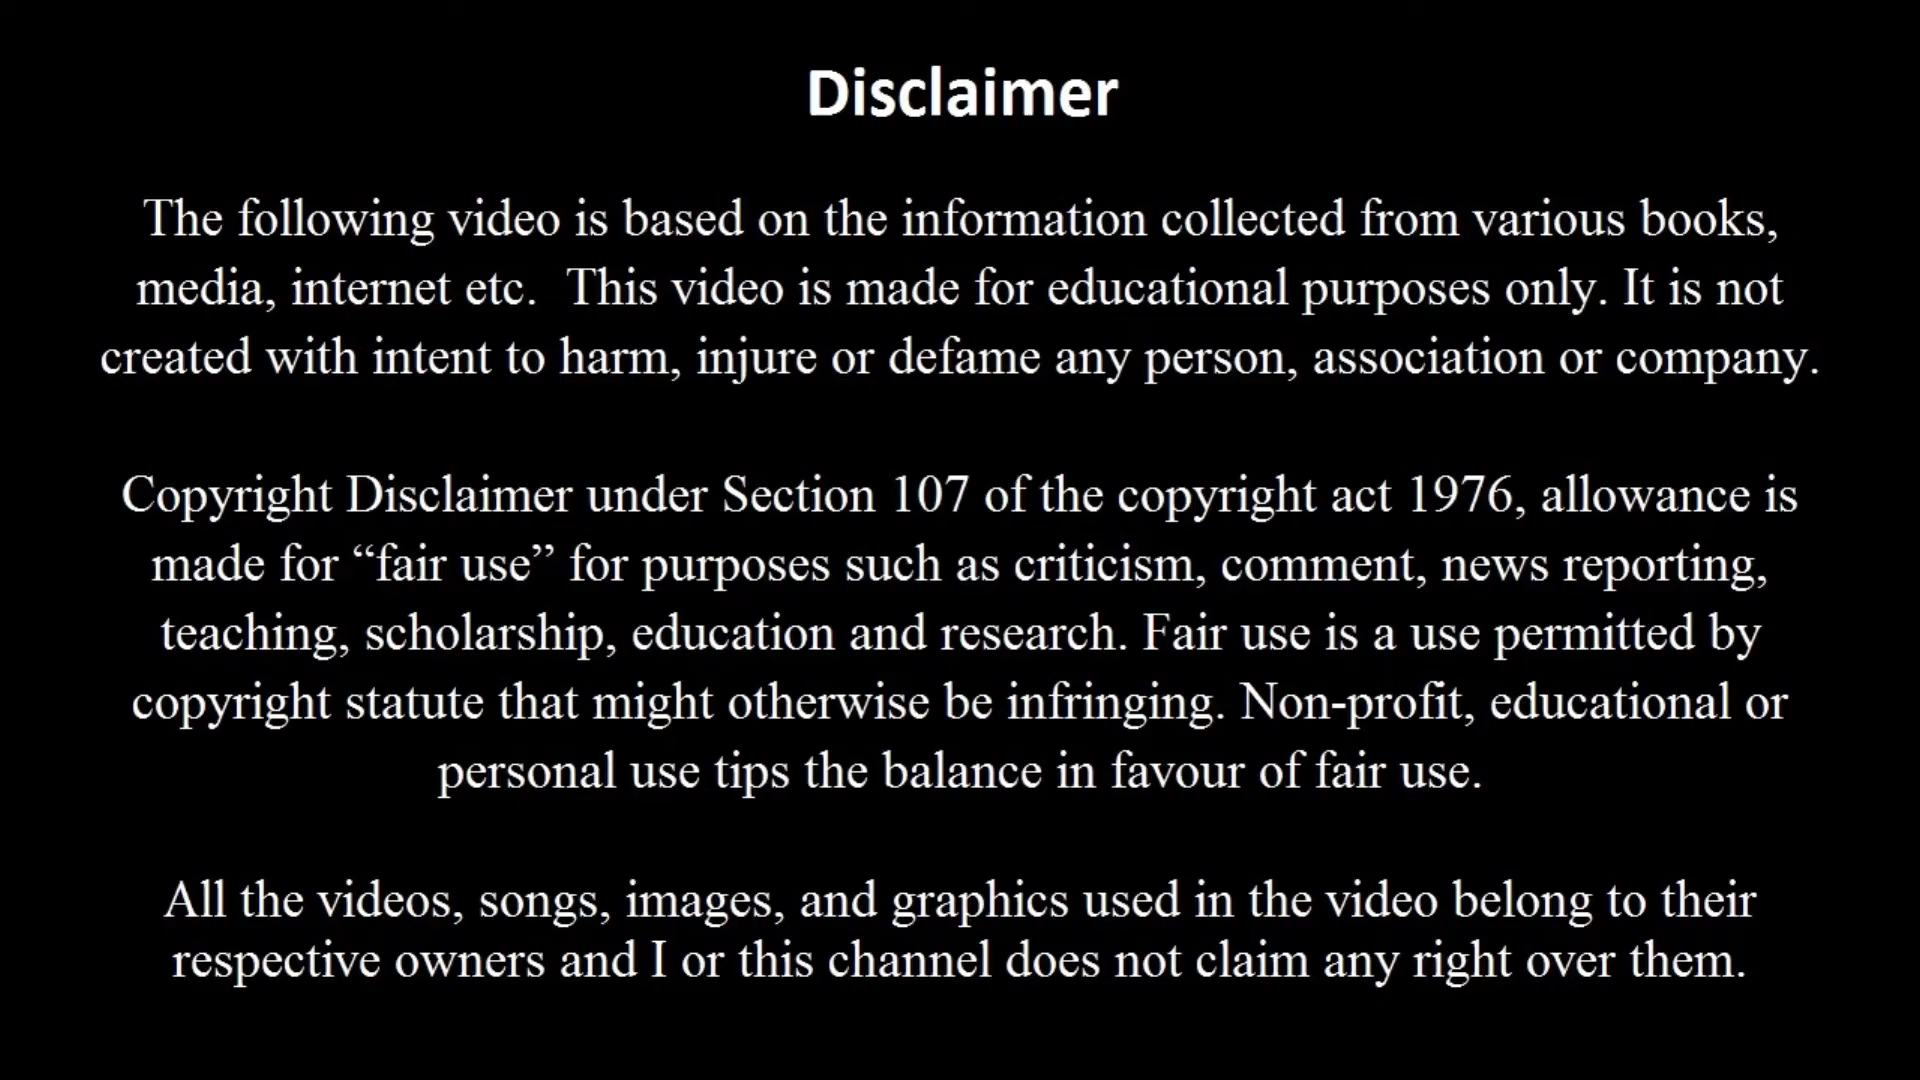 Disclaimer
The following video is based on the information collected from various books,
media, internet etc.  This video is made for educational purposes only. It is not
created with intent to harm, injure or defame any person, association or company.
Copyright Disclaimer under Section 107 of the copyright act 1976, allowance is
made for “fair use” for purposes such as criticism, comment, news reporting,
teaching, scholarship, education and research. Fair use is a use permitted by
copyright statute that might otherwise be infringing. Non-profit, educational or
personal use tips the balance in favour of fair use.
All the videos, songs, images, and graphics used in the video belong to their
respective owners and I or this channel does not claim any right over them.